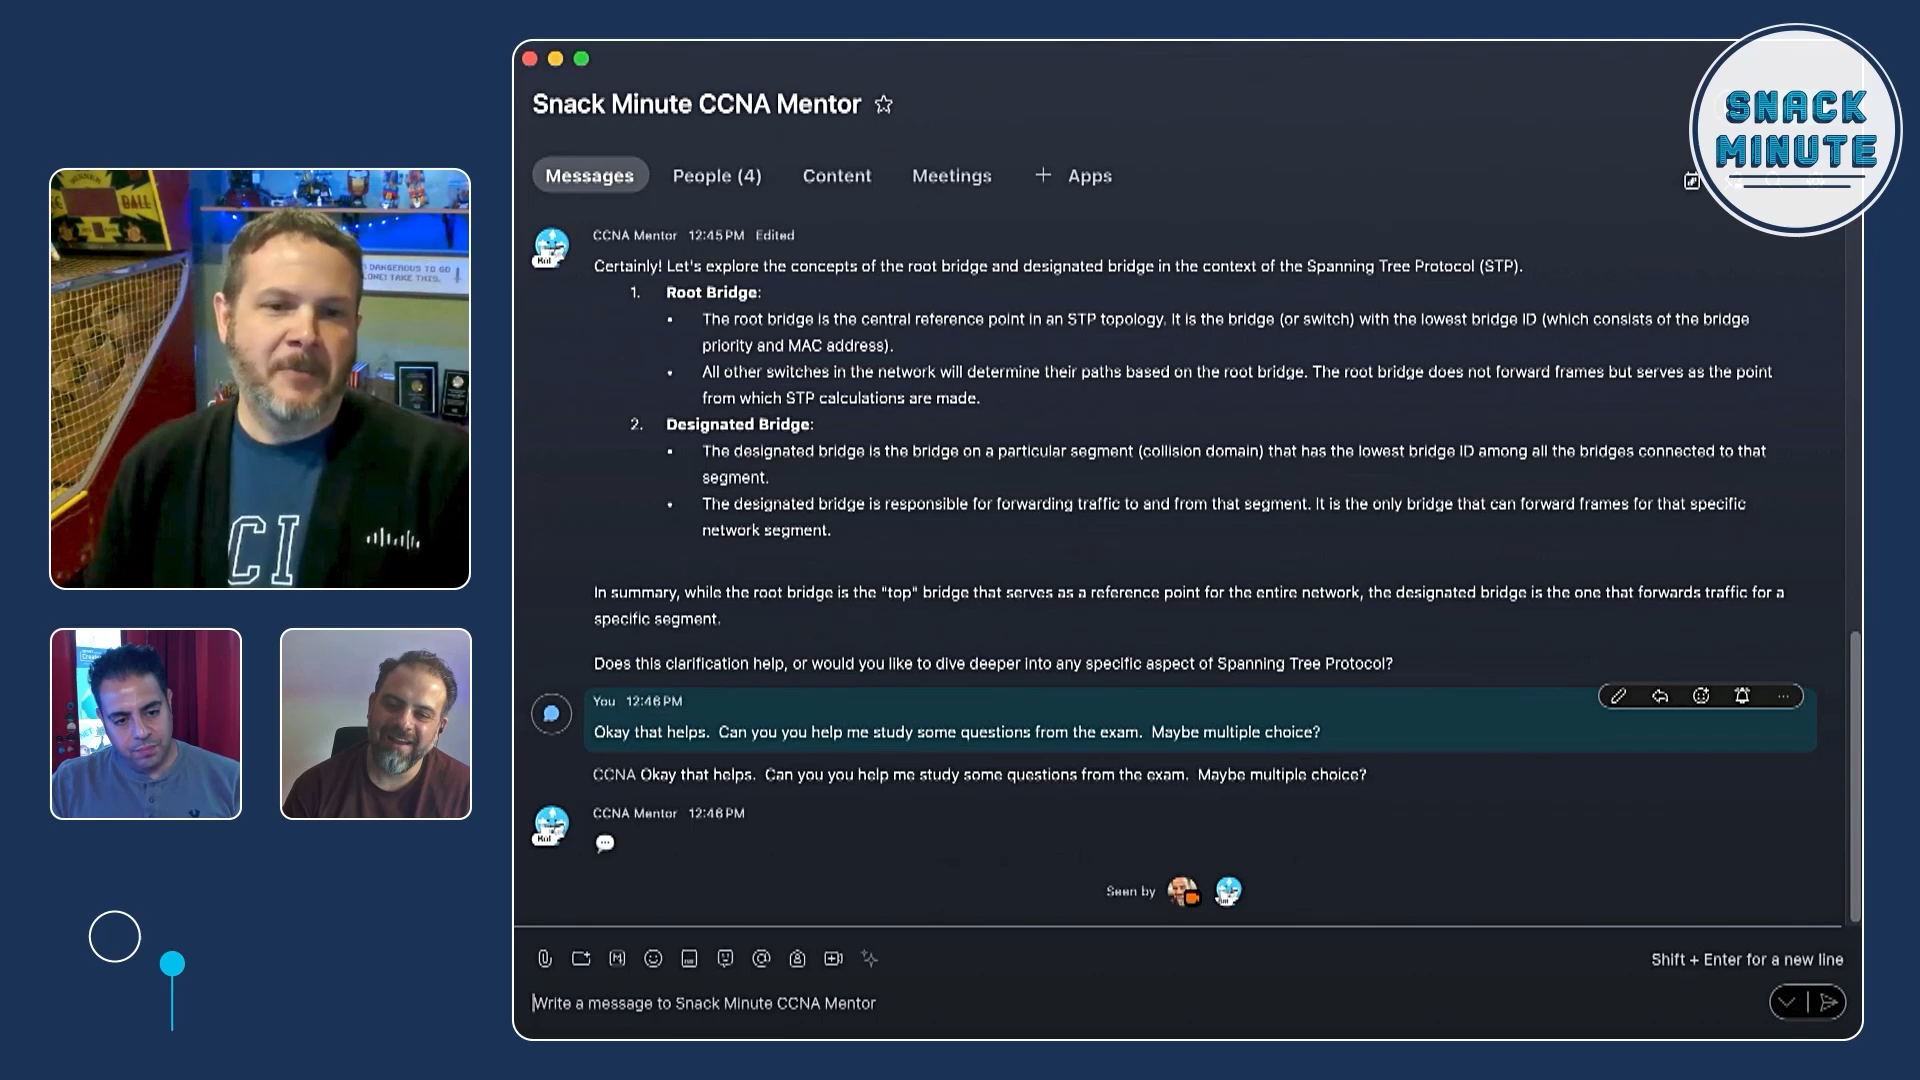 SNACK
MINUTE
Snack Minute CCNA Mentor
Messages People (4) Content Meetings + Apps
CCNA Mentor 12:45 PM Edited
Certainly! Let's explore the concepts of the root bridge and designated bridge in the context of the Spanning Tree Protocol (STP).
1. Root Bridge:
• The root bridge is the central reference point in an STP topology. It is the bridge (or switch) with the lowest bridge ID (which consists of the bridge
priority and MAC address).
• All other switches in the network will determine their paths based on the root bridge. The root bridge does not forward frames but serves as the point
from which STP calculations are made.
2. Designated Bridge:
• The designated bridge is the bridge on a particular segment (collision domain) that has the lowest bridge ID among all the bridges connected to that
segment.
• The designated bridge is responsible for forwarding traffic to and from that segment. It is the only bridge that can forward frames for that specific
network segment.
In summary, while the root bridge is the "top" bridge that serves as a reference point for the entire network, the designated bridge is the one that forwards traffic for a
specific segment.
Does this clarification help, or would you like to dive deeper into any specific aspect of Spanning Tree Protocol?
You 12:46 PM
Okay that helps. Can you you help me study some questions from the exam. Maybe multiple choice?
CCNA Okay that helps. Can you you help me study some questions from the exam. Maybe multiple choice?
CCNA Mentor 12:46 PM
Seen by
Shift + Enter for a new line
Write a message to Snack Minute CCNA Mentor
BALL
DANGEROUS TO GO
LONE! TAKE THIS.
CI